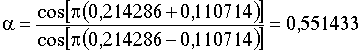 α = cos[π(0,214286+0,110714)] / cos[π(0,214286−0,110714)] = 0,551433